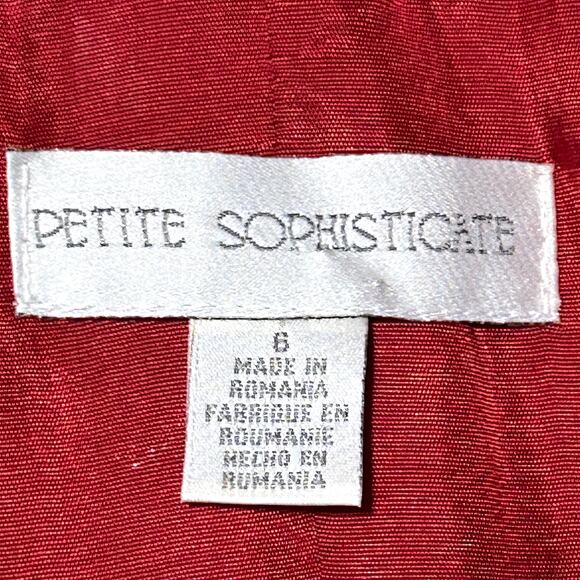 PETITE SOPHISTICATE
6
MADE IN
ROMANIA
FABRIQUE EN
ROUMANIE
HECHO EN
RUMANIA